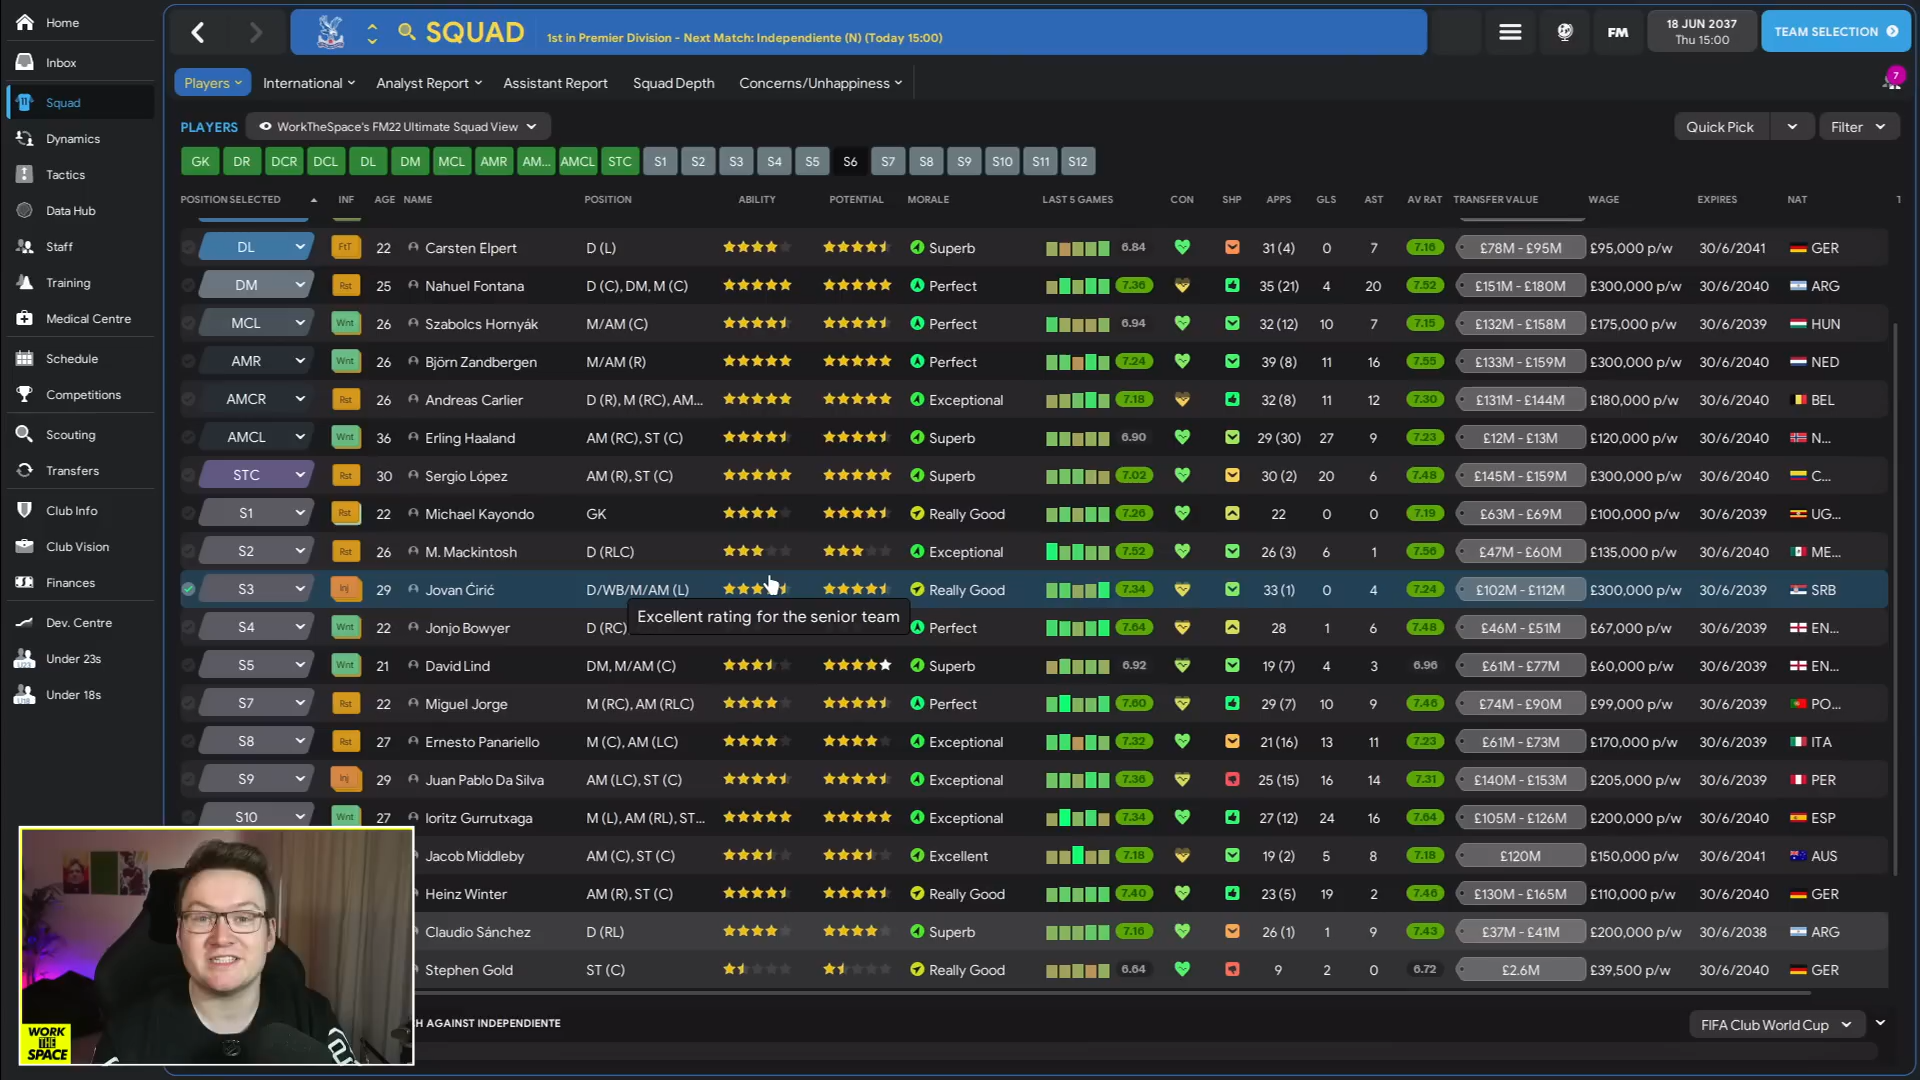 Home
Inbox
Squad
Dynamics
Tactics
Data Hub
Staff
Training
Medical Centre
Schedule
Competitions
Scouting
Transfers
Club Info
Club Vision
Finances
Dev. Centre
Under 23s
Under 18s
SQUAD
1st in Premier Division - Next Match: Independiente (N) (Today 15:00)
FM
18 JUN 2037
Thu 15:00
TEAM SELECTION
Players International Analyst Report Assistant Report Squad Depth Concerns/Unhappiness
7
PLAYERS WorkTheSpace's FM22 Ultimate Squad View Quick Pick Filter
GK DR DCR DCL DL DM MCL AMR AM... AMCL STC S1 S2 S3 S4 S5 S6 S7 S8 S9 S10 S11 S12
POSITION SELECTED INF AGE NAME POSITION ABILITY POTENTIAL MORALE LAST 5 GAMES CON SHP APPS GLS AST AV RAT TRANSFER VALUE WAGE EXPIRES NAT
DL FtT 22 Carsten Elpert D (L) Superb 6.84 31 (4) 0 7 7.16 £78M - £95M £95,000 p/w 30/6/2041 GER
DM Rst 25 Nahuel Fontana D (C), DM, M (C) Perfect 7.36 35 (21) 4 20 7.52 £151M - £180M £300,000 p/w 30/6/2040 ARG
MCL Wnt 26 Szabolcs Hornyák M/AM (C) Perfect 6.94 32 (12) 10 7 7.15 £132M - £158M £175,000 p/w 30/6/2039 HUN
AMR Wnt 26 Björn Zandbergen M/AM (R) Perfect 7.24 39 (8) 11 16 7.55 £133M - £159M £300,000 p/w 30/6/2040 NED
AMCR Rst 26 Andreas Carlier D (R), M (RC), AM... Exceptional 7.18 32 (8) 11 12 7.30 £131M - £144M £180,000 p/w 30/6/2040 BEL
AMCL Wnt 36 Erling Haaland AM (RC), ST (C) Superb 6.90 29 (30) 27 9 7.23 £12M - £13M £120,000 p/w 30/6/2040 N...
STC Rst 30 Sergio López AM (R), ST (C) Superb 7.02 30 (2) 20 6 7.48 £145M - £159M £300,000 p/w 30/6/2040 C...
S1 Rst 22 Michael Kayondo GK Really Good 7.26 22 0 0 7.19 £63M - £69M £100,000 p/w 30/6/2039 UG...
S2 Rst 26 M. Mackintosh D (RLC) Exceptional 7.52 26 (3) 6 1 7.56 £47M - £60M £135,000 p/w 30/6/2039 ME...
S3 Inj 29 Jovan Ćirić D/WB/M/AM (L) Really Good 7.34 33 (1) 0 4 7.24 £102M - £112M £300,000 p/w 30/6/2039 SRB
Excellent rating for the senior team
S4 Wnt 22 Jonjo Bowyer D (RC) Perfect 7.64 28 1 6 7.48 £46M - £51M £67,000 p/w 30/6/2039 EN...
S5 Wnt 21 David Lind DM, M/AM (C) Superb 6.92 19 (7) 4 3 6.96 £61M - £77M £60,000 p/w 30/6/2039 EN...
S7 Rst 22 Miguel Jorge M (RC), AM (RLC) Perfect 7.60 29 (7) 10 9 7.46 £74M - £90M £99,000 p/w 30/6/2039 PO...
S8 Rst 27 Ernesto Panariello M (C), AM (LC) Exceptional 7.32 21 (16) 13 11 7.23 £61M - £73M £170,000 p/w 30/6/2039 ITA
S9 Inj 29 Juan Pablo Da Silva AM (LC), ST (C) Exceptional 7.36 25 (15) 16 14 7.31 £140M - £153M £205,000 p/w 30/6/2039 PER
S10 Wnt 27 Ioritz Gurrutxaga M (L), AM (RL), ST... Exceptional 7.34 27 (12) 24 16 7.64 £105M - £126M £200,000 p/w 30/6/2040 ESP
Jacob Middleby AM (C), ST (C) Excellent 7.18 19 (2) 5 8 7.18 £120M £150,000 p/w 30/6/2041 AUS
Heinz Winter AM (R), ST (C) Really Good 7.40 23 (5) 19 2 7.46 £130M - £165M £110,000 p/w 30/6/2040 GER
Claudio Sánchez D (RL) Superb 7.16 26 (1) 1 9 7.43 £37M - £41M £200,000 p/w 30/6/2038 ARG
Stephen Gold ST (C) Really Good 6.64 9 2 0 6.72 £2.6M £39,500 p/w 30/6/2040 GER
H AGAINST INDEPENDIENTE FIFA Club World Cup
WORK
THE
SPACE